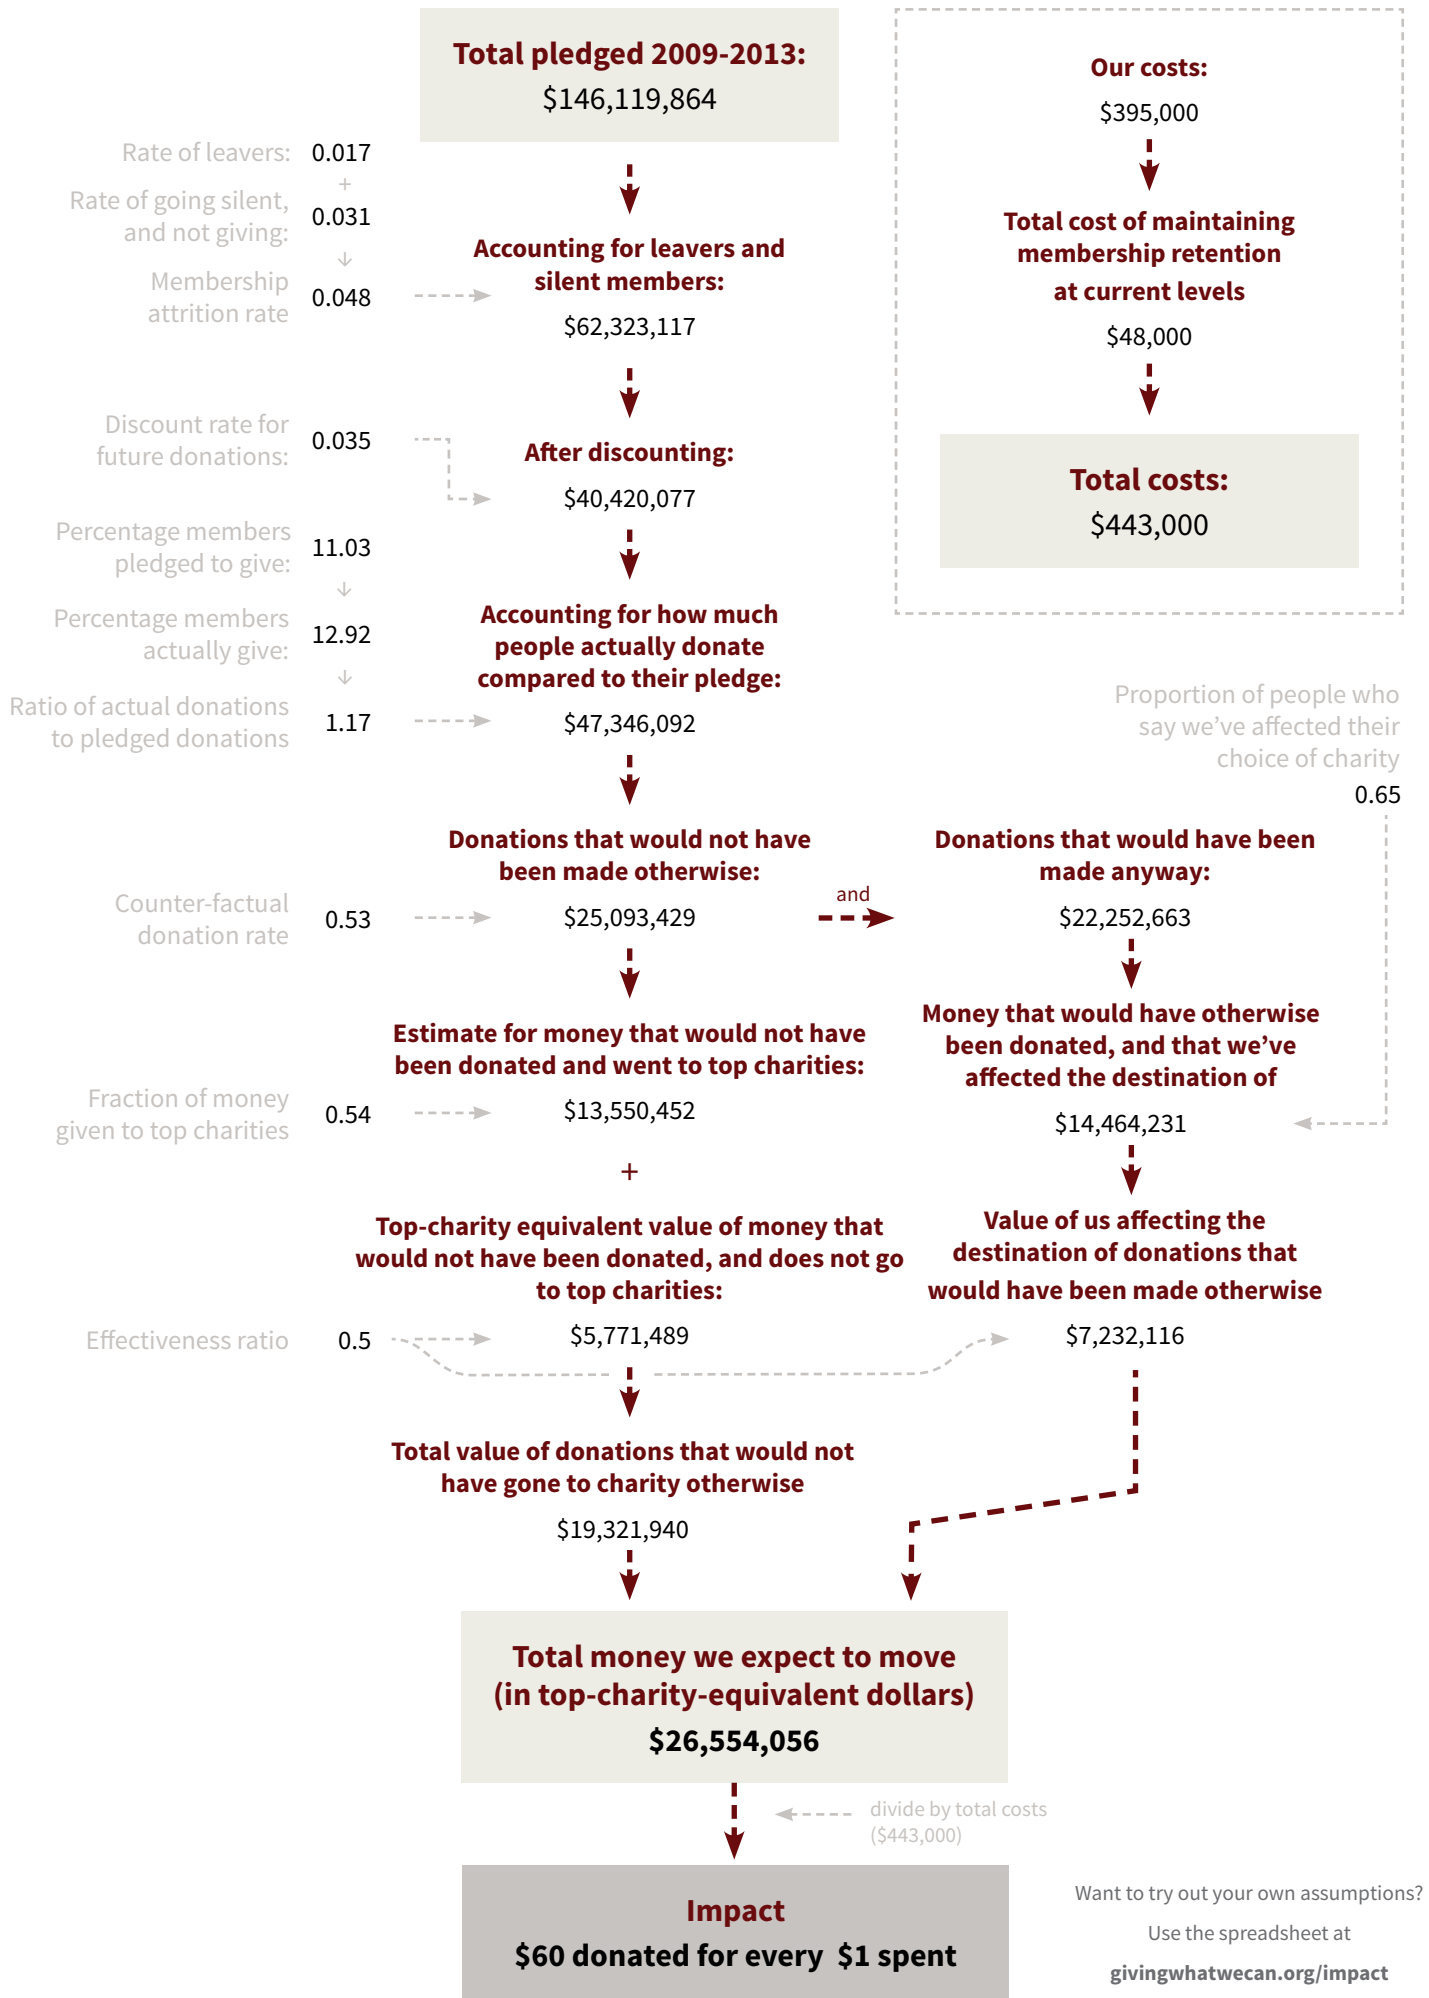 Total pledged 2009-2013:
$146,119,864
Rate of leavers: 0.017
+
Rate of going silent,
and not giving: 0.031
Membership
attrition rate 0.048
Accounting for leavers and
silent members:
$62,323,117
Discount rate for
future donations: 0.035
After discounting:
$40,420,077
Percentage members
pledged to give: 11.03
Percentage members
actually give: 12.92
Ratio of actual donations
to pledged donations 1.17
Accounting for how much
people actually donate
compared to their pledge:
$47,346,092
Our costs:
$395,000
Total cost of maintaining
membership retention
at current levels
$48,000
Total costs:
$443,000
Proportion of people who
say we’ve affected their
choice of charity
0.65
Counter-factual
donation rate 0.53
Donations that would not have
been made otherwise:
$25,093,429
and
Donations that would have been
made anyway:
$22,252,663
Fraction of money
given to top charities 0.54
Estimate for money that would not have
been donated and went to top charities:
$13,550,452
+
Money that would have otherwise
been donated, and that we’ve
affected the destination of
$14,464,231
Effectiveness ratio 0.5
Top-charity equivalent value of money that
would not have been donated, and does not go
to top charities:
$5,771,489
Value of us affecting the
destination of donations that
would have been made otherwise
$7,232,116
Total value of donations that would not
have gone to charity otherwise
$19,321,940
Total money we expect to move
(in top-charity-equivalent dollars)
$26,554,056
divide by total costs
($443,000)
Impact
$60 donated for every $1 spent
Want to try out your own assumptions?
Use the spreadsheet at
givingwhatwecan.org/impact